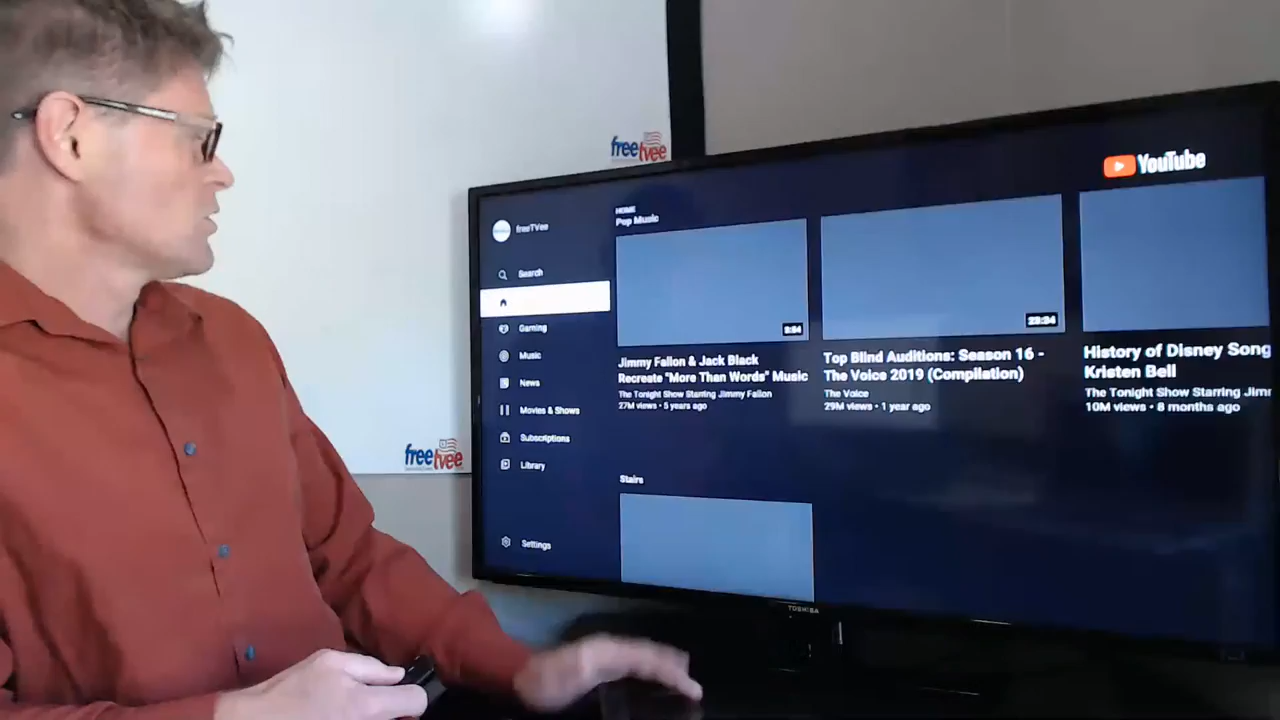 freetvee
freetvee
YouTube
freeTVee
Search
Gaming
Music
News
Movies & Shows
Subscriptions
Library
Settings
HOME
Pop Music
23:34
Jimmy Fallon & Jack Black
Recreate "More Than Words" Music
The Tonight Show Starring Jimmy Fallon
27M views • 5 years ago
Top Blind Auditions: Season 16 -
The Voice 2019 (Compilation)
The Voice
29M views • 1 year ago
History of Disney Song
Kristen Bell
The Tonight Show Starring Jimm
10M views • 8 months ago
Stairs
TOSHIBA